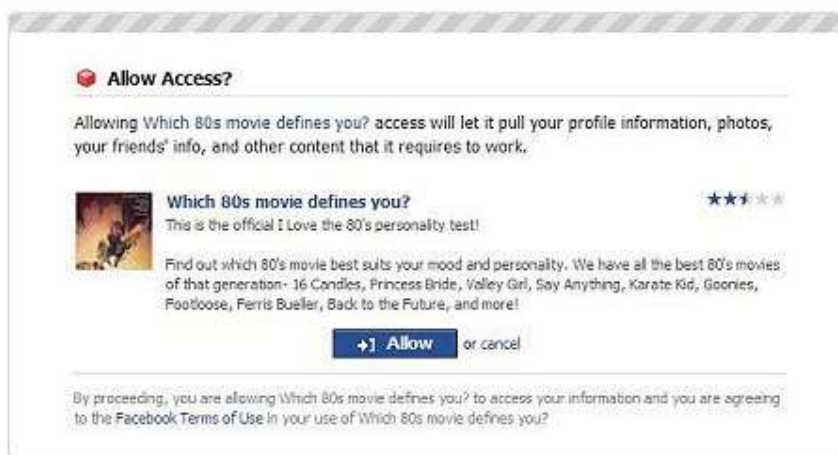 Allow Access?
Allowing Which 80s movie defines you? access will let it pull your profile information, photos,
your friends' info, and other content that it requires to work.
Which 80s movie defines you?
This is the official I Love the 80's personality test!
Find out which 80's movie best suits your mood and personality. We have all the best 80's movies
of that generation- 16 Candles, Princess Bride, Valley Girl, Say Anything, Karate Kid, Goonies,
Footloose, Ferris Bueller, Back to the Future, and more!
Allow or cancel
By proceeding, you are allowing Which 80s movie defines you? to access your information and you are agreeing
to the Facebook Terms of Use in your use of Which 80s movie defines you?